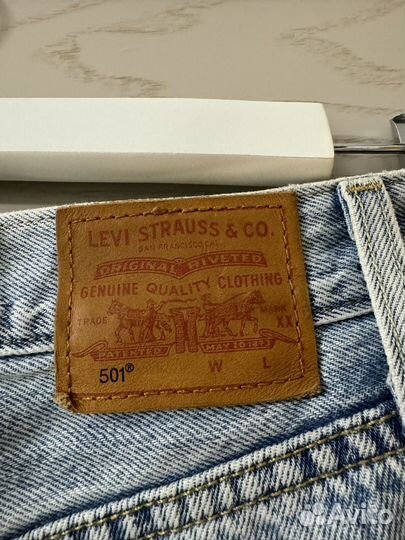 LEVI STRAUSS & CO.
SAN FRANCISCO CAL.
ORIGINAL RIVETED
GENUINE QUALITY CLOTHING
TRADE MARK
XX
PATENTED MAY 20 1873
501® W L
Avito